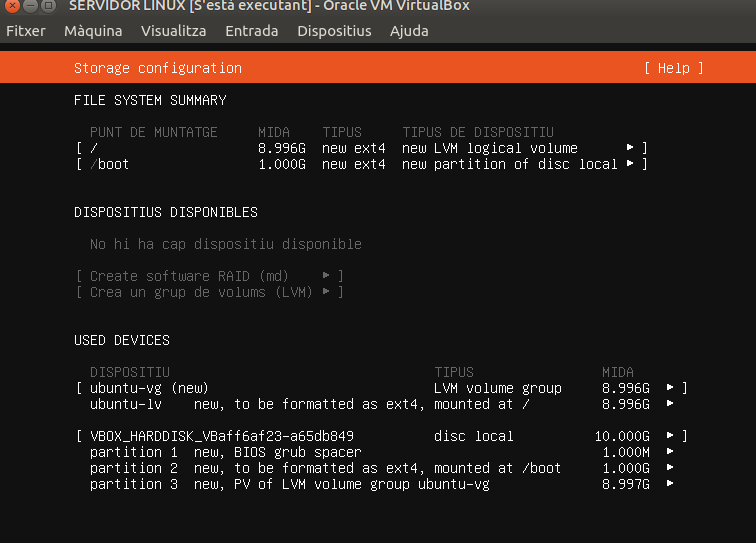 SERVIDOR LINUX [S'està executant] - Oracle VM VirtualBox
Fitxer Màquina Visualitza Entrada Dispositius Ajuda
Storage configuration [ Help ]
FILE SYSTEM SUMMARY
PUNT DE MUNTATGE MIDA TIPUS TIPUS DE DISPOSITIU
[ / 8.996G new ext4 new LVM logical volume ▸ ]
[ /boot 1.000G new ext4 new partition of disc local ▸ ]
DISPOSITIUS DISPONIBLES
No hi ha cap dispositiu disponible
[ Create software RAID (md) ▸ ]
[ Crea un grup de volums (LVM) ▸ ]
USED DEVICES
DISPOSITIU TIPUS MIDA
[ ubuntu-vg (new) LVM volume group 8.996G ▸ ]
ubuntu-lv new, to be formatted as ext4, mounted at / 8.996G ▸
[ VBOX_HARDDISK_VBaff6af23-a65db849 disc local 10.000G ▸ ]
partition 1 new, BIOS grub spacer 1.000M ▸
partition 2 new, to be formatted as ext4, mounted at /boot 1.000G ▸
partition 3 new, PV of LVM volume group ubuntu-vg 8.997G ▸